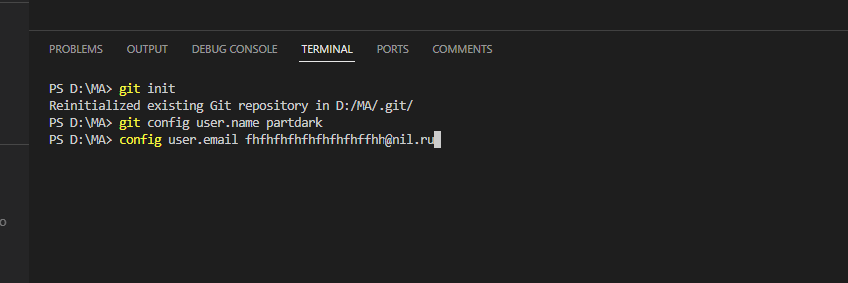 PROBLEMS OUTPUT DEBUG CONSOLE TERMINAL PORTS COMMENTS
PS D:\MA> git init
Reinitialized existing Git repository in D:/MA/.git/
PS D:\MA> git config user.name partdark
PS D:\MA> config user.email fhfhfhfhfhfhfhfhffhh@nil.ru
o